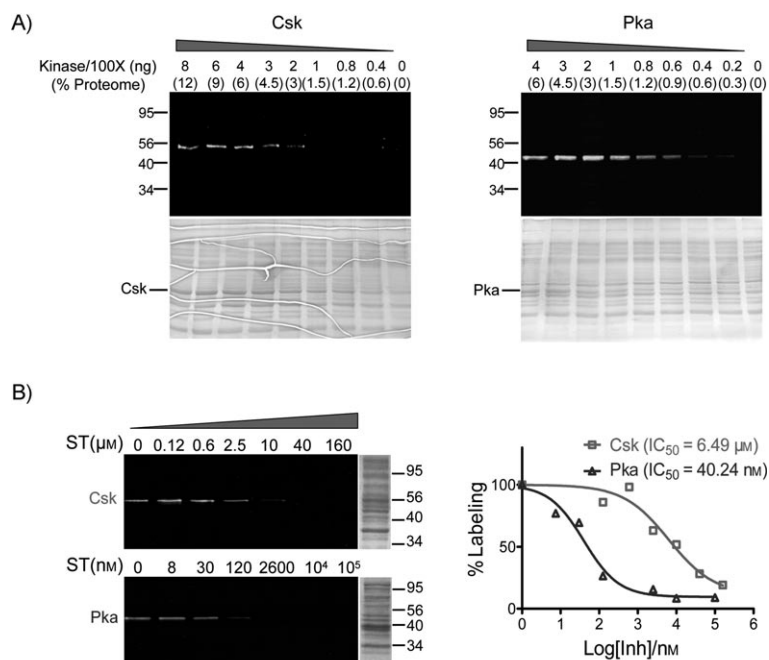 A)
Csk
Kinase/100X (ng) 8 6 4 3 2 1 0.8 0.4 0
(% Proteome) (12) (9) (6) (4.5) (3) (1.5) (1.2) (0.6) (0)
95
56
40
34
Csk
Pka
4 3 2 1 0.8 0.6 0.4 0.2 0
(6) (4.5) (3) (1.5) (1.2) (0.9) (0.6) (0.3) (0)
95
56
40
34
Pka
B)
ST(μM) 0 0.12 0.6 2.5 10 40 160
Csk
95
56
40
34
ST(nM) 0 8 30 120 2600 10⁴ 10⁵
Pka
95
56
40
34
Csk (IC50 = 6.49 μM)
Pka (IC50 = 40.24 nM)
% Labeling
100
50
0
0 1 2 3 4 5 6
Log[Inh]/nM